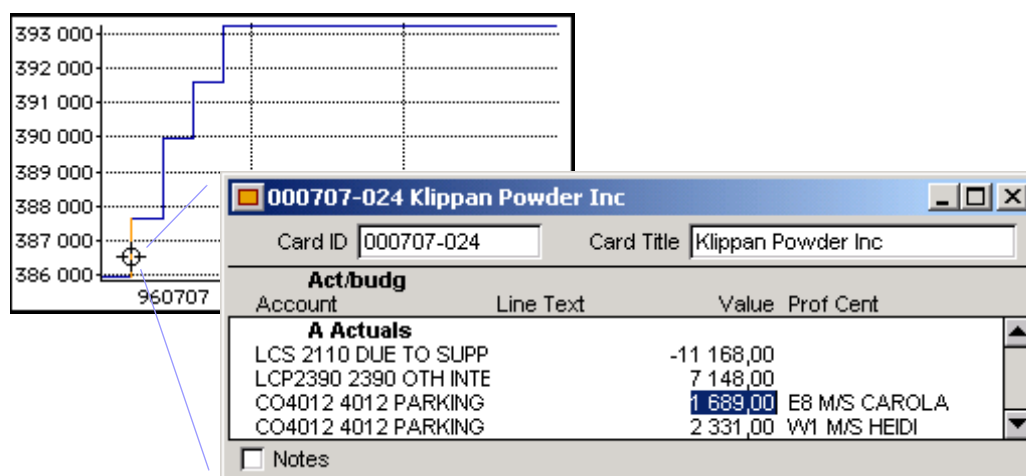 393 000
392 000
391 000
390 000
389 000
388 000
387 000
386 000
960707
000707-024 Klippan Powder Inc
Card ID 000707-024 Card Title Klippan Powder Inc
Act/budg
Account Line Text Value Prof Cent
A Actuals
LCS 2110 DUE TO SUPP -11 168,00
LCP2390 2390 OTH INTE 7 148,00
CO4012 4012 PARKING 1 689,00 E8 M/S CAROLA
CO4012 4012 PARKING 2 331,00 W1 M/S HEIDI
Notes